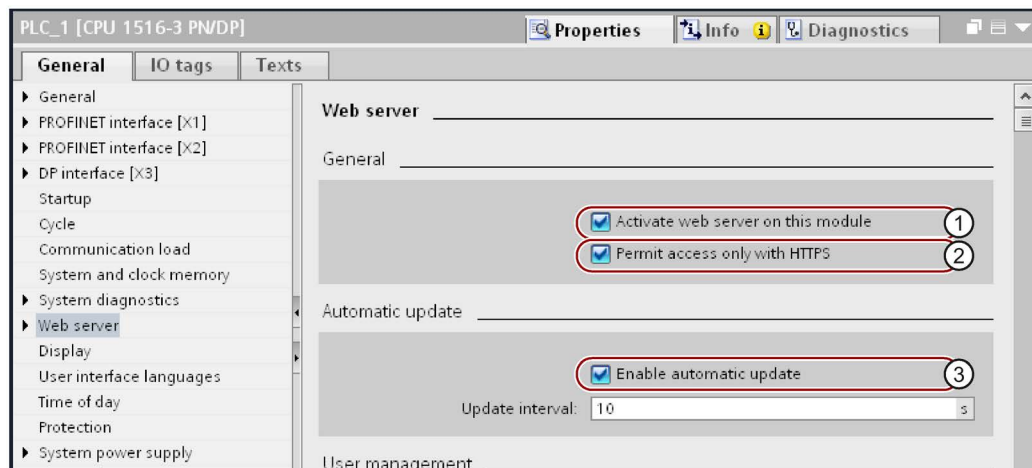 PLC_1 [CPU 1516-3 PN/DP]
Properties
Info
Diagnostics
General
IO tags
Texts
General
PROFINET interface [X1]
PROFINET interface [X2]
DP interface [X3]
Startup
Cycle
Communication load
System and clock memory
System diagnostics
Web server
Display
User interface languages
Time of day
Protection
System power supply
Web server
General
Activate web server on this module
1
Permit access only with HTTPS
2
Automatic update
Enable automatic update
3
Update interval: 10 s
User management